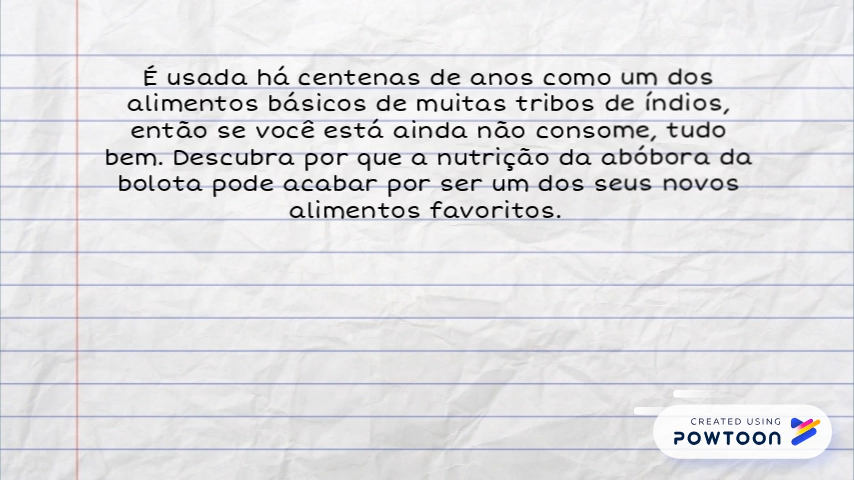 É usada há centenas de anos como um dos
alimentos básicos de muitas tribos de índios,
então se você está ainda não consome, tudo
bem. Descubra por que a nutrição da abóbora da
bolota pode acabar por ser um dos seus novos
alimentos favoritos.
CREATED USING
POWTOON